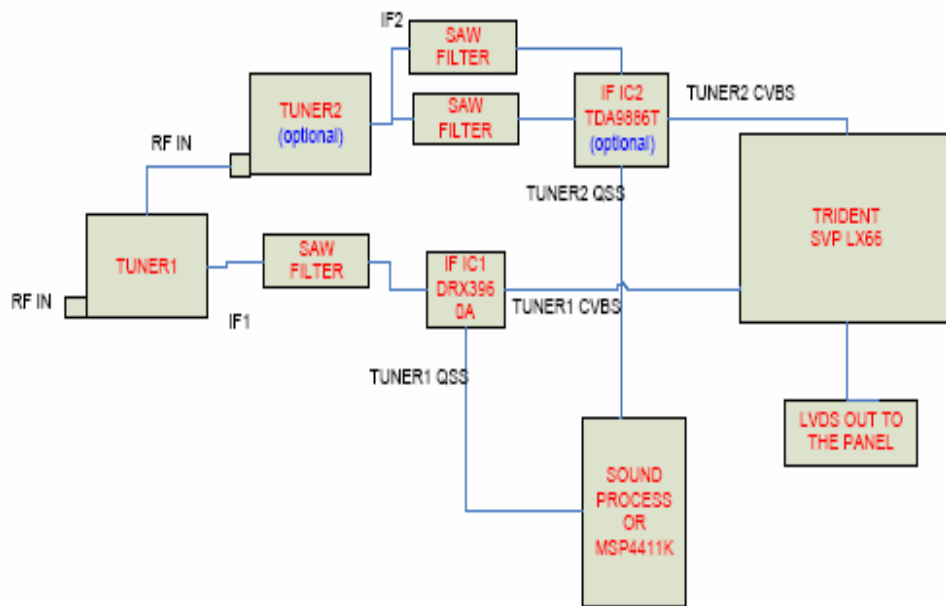 IF2
SAW
FILTER
TUNER2
(optional)
SAW
FILTER
IF IC2
TDA9886T
(optional)
TUNER2 CVBS
RF IN
TUNER2 QSS
TRIDENT
SVP LX66
TUNER1
SAW
FILTER
IF IC1
DRX396
0A
RF IN
IF1
TUNER1 CVBS
TUNER1 QSS
LVDS OUT TO
THE PANEL
SOUND
PROCESS
OR
MSP4411K